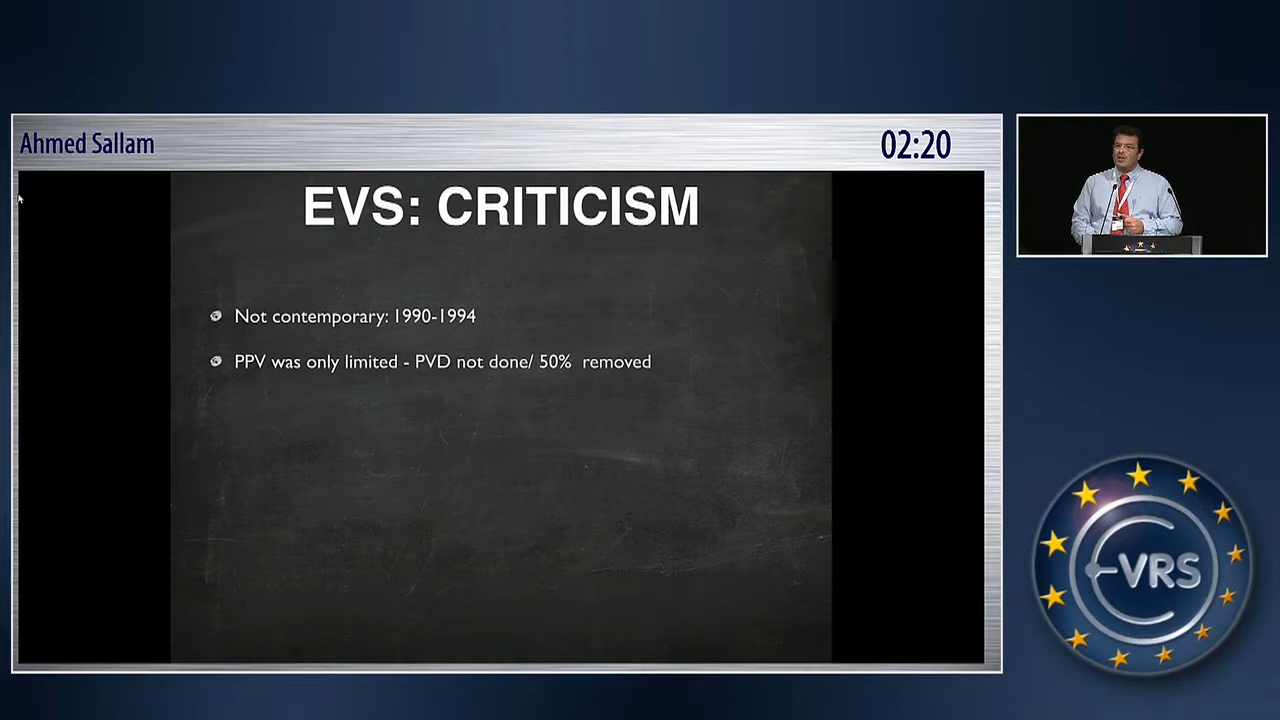 Ahmed Sallam
02:20
EVS: CRITICISM
Not contemporary: 1990-1994
PPV was only limited - PVD not done/ 50% removed
E-VRS